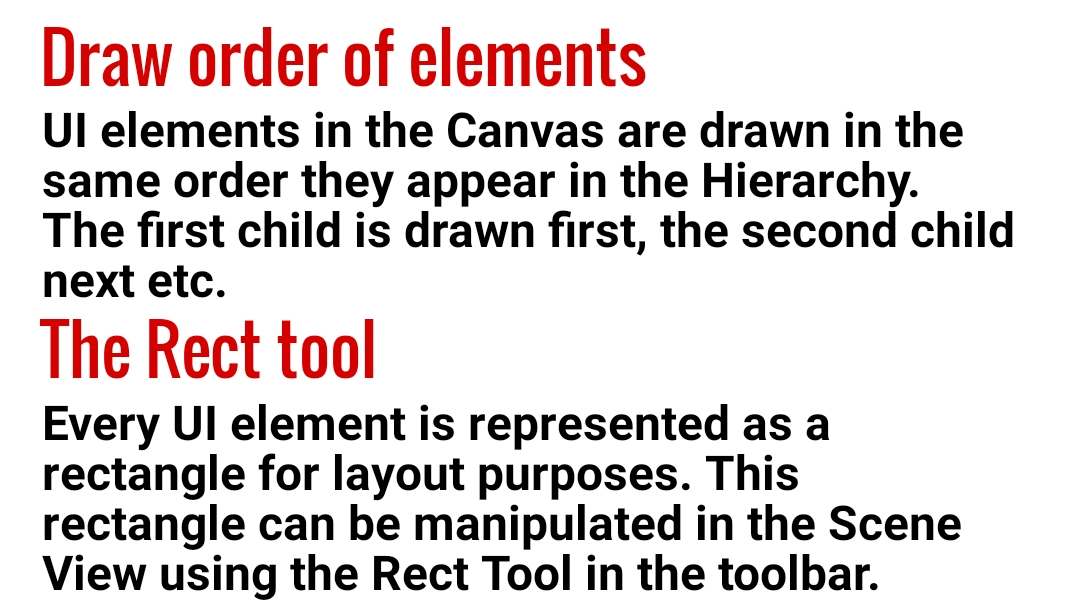 Draw order of elements
UI elements in the Canvas are drawn in the
same order they appear in the Hierarchy.
The first child is drawn first, the second child
next etc.
The Rect tool
Every UI element is represented as a
rectangle for layout purposes. This
rectangle can be manipulated in the Scene
View using the Rect Tool in the toolbar.